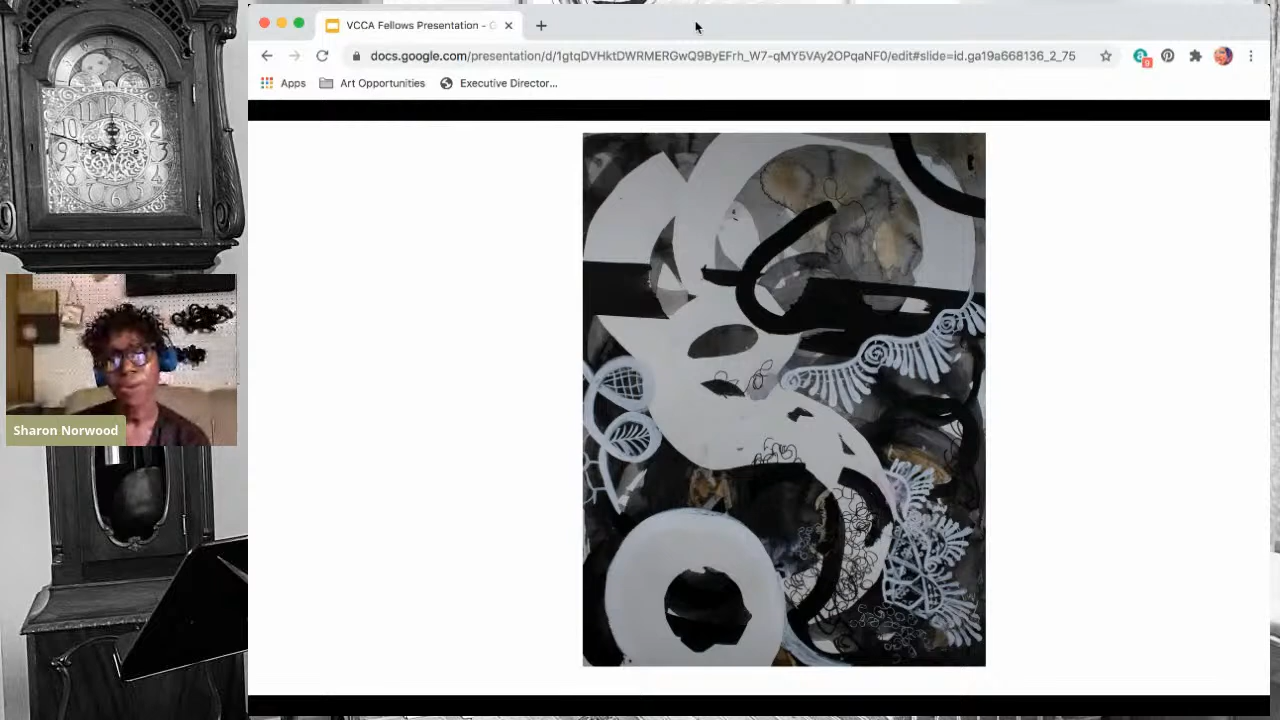 VCCA Fellows Presentation - G
docs.google.com/presentation/d/1gtqDVHktDWRMERGwQ9ByEFrh_W7-qMY5VAy2OPqaNF0/edit#slide=id.ga19a668136_2_75
9
Apps
Art Opportunities
Executive Director...
Sharon Norwood